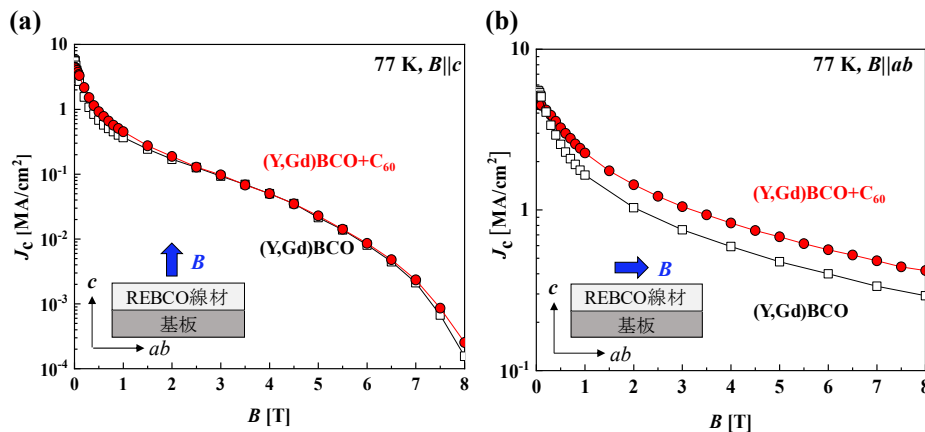 (a)
77 K, B||c
Jc [MA/cm²]
10
1
10⁻¹
10⁻²
10⁻³
10⁻⁴
(Y,Gd)BCO+C₆₀
(Y,Gd)BCO
B
c
REBCO線材
基板
ab
0 1 2 3 4 5 6 7 8
B [T]
(b)
77 K, B||ab
Jc [MA/cm²]
10
1
10⁻¹
(Y,Gd)BCO+C₆₀
(Y,Gd)BCO
B
c
REBCO線材
基板
ab
0 1 2 3 4 5 6 7 8
B [T]